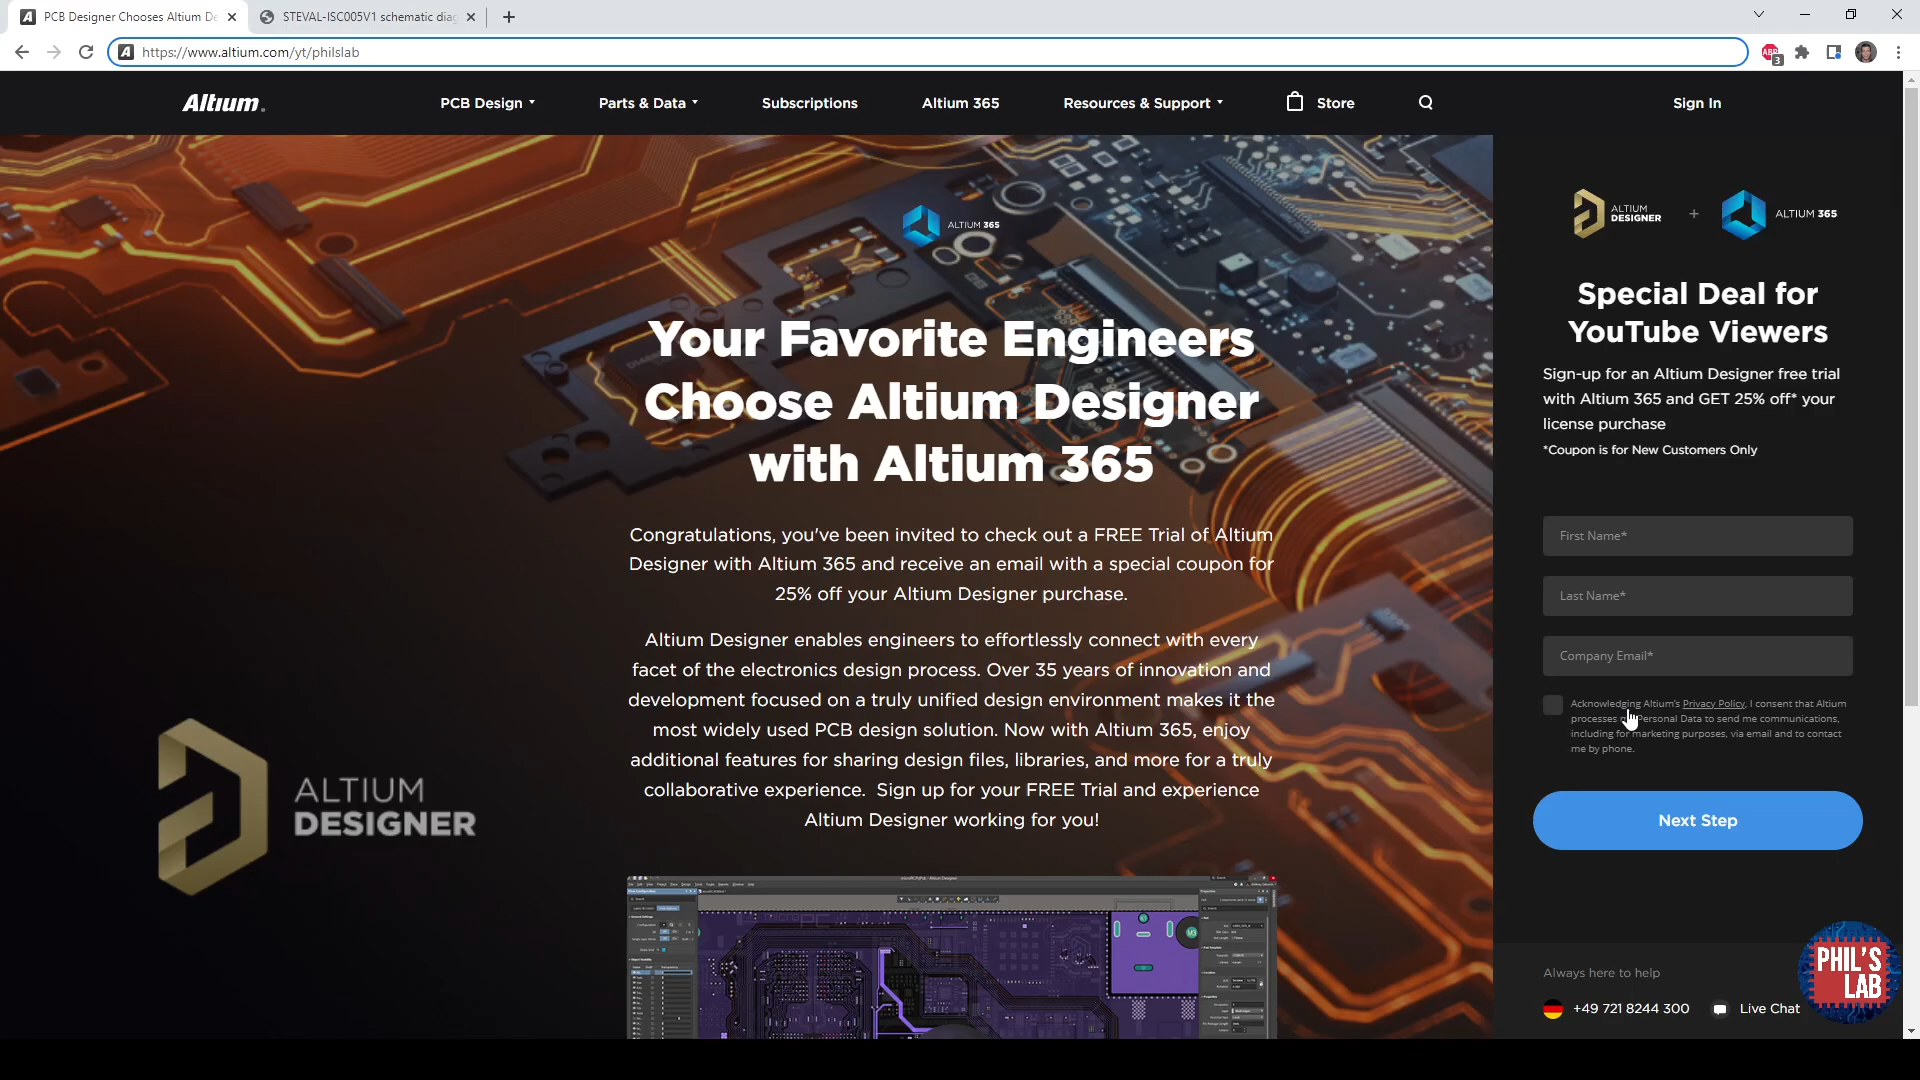 PCB Designer Chooses Altium De
STEVAL-ISC005V1 schematic diag
https://www.altium.com/yt/philslab
ABP
3
Altium
PCB Design
Parts & Data
Subscriptions
Altium 365
Resources & Support
Store
Sign In
ALTIUM 365
Your Favorite Engineers
Choose Altium Designer
with Altium 365
Congratulations, you've been invited to check out a FREE Trial of Altium
Designer with Altium 365 and receive an email with a special coupon for
25% off your Altium Designer purchase.
Altium Designer enables engineers to effortlessly connect with every
facet of the electronics design process. Over 35 years of innovation and
development focused on a truly unified design environment makes it the
most widely used PCB design solution. Now with Altium 365, enjoy
additional features for sharing design files, libraries, and more for a truly
collaborative experience. Sign up for your FREE Trial and experience
Altium Designer working for you!
ALTIUM
DESIGNER
ALTIUM
DESIGNER
+
ALTIUM 365
Special Deal for
YouTube Viewers
Sign-up for an Altium Designer free trial
with Altium 365 and GET 25% off* your
license purchase
*Coupon is for New Customers Only
First Name*
Last Name*
Company Email*
Acknowledging Altium's Privacy Policy, I consent that Altium
processes Personal Data to send me communications,
including for marketing purposes, via email and to contact
me by phone.
Next Step
Always here to help
+49 721 8244 300
Live Chat
PHIL'S
LAB